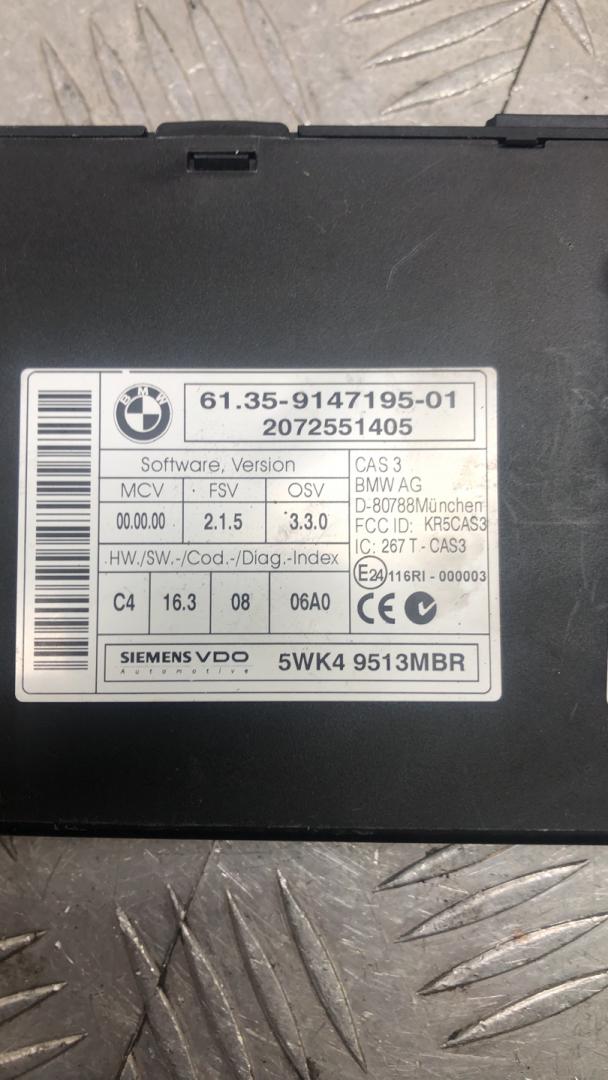 BMW
61.35-9147195-01
2072551405
Software, Version
MCV FSV OSV
00.00.00 2.1.5 3.3.0
HW./SW.-/Cod.-/Diag.-Index
C4 16.3 08 06A0
CAS 3
BMW AG
D-80788München
FCC ID: KR5CAS3
IC: 267 T - CAS3
E24 116RI - 000003
CE
SIEMENS VDO
Automotive
5WK4 9513MBR